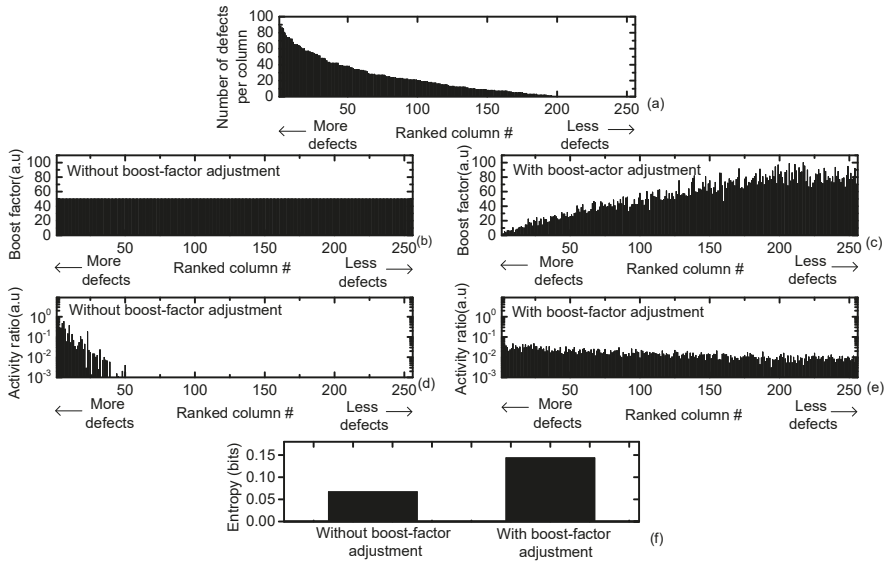 Number of defects
per column
100
80
60
40
20
0
50
100
150
200
250
(a)
More
defects
Ranked column #
Less
defects
Boost factor(a.u)
100
80
60
40
20
0
Without boost-factor adjustment
50
100
150
200
250
(b)
More
defects
Ranked column #
Less
defects
Boost factor(a.u)
100
80
60
40
20
0
With boost-actor adjustment
50
100
150
200
250
(c)
More
defects
Ranked column #
Less
defects
Activity ratio(a.u)
10⁰
10⁻¹
10⁻²
10⁻³
Without boost-factor adjustment
50
100
150
200
250
(d)
More
defects
Ranked column #
Less
defects
Activity ratio(a.u)
10⁰
10⁻¹
10⁻²
10⁻³
With boost-factor adjustment
50
100
150
200
250
(e)
More
defects
Ranked column #
Less
defects
Entropy (bits)
0.15
0.10
0.05
0.00
Without boost-factor
adjustment
With boost-factor
adjustment
(f)